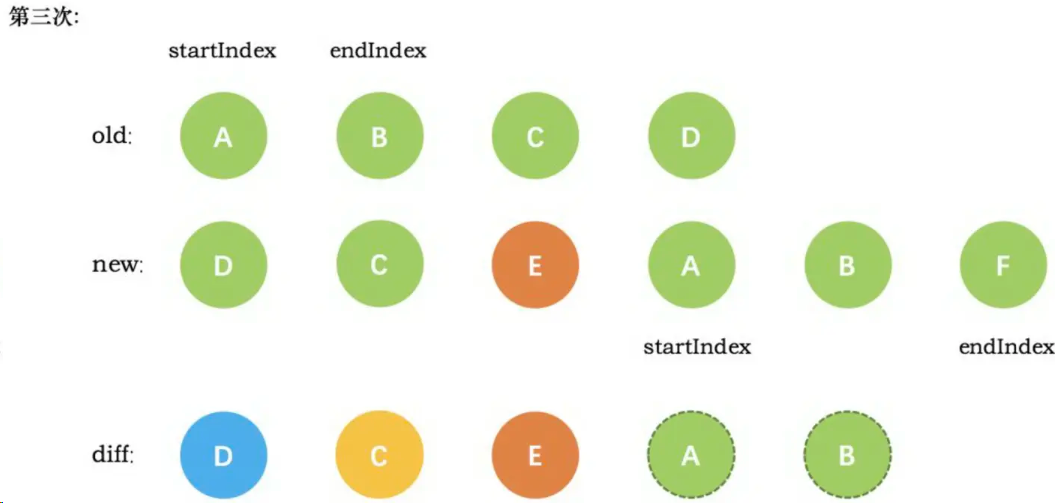 第三次:
startIndex endIndex
old: A B C D
new: D C E A B F
startIndex endIndex
diff: D C E A B